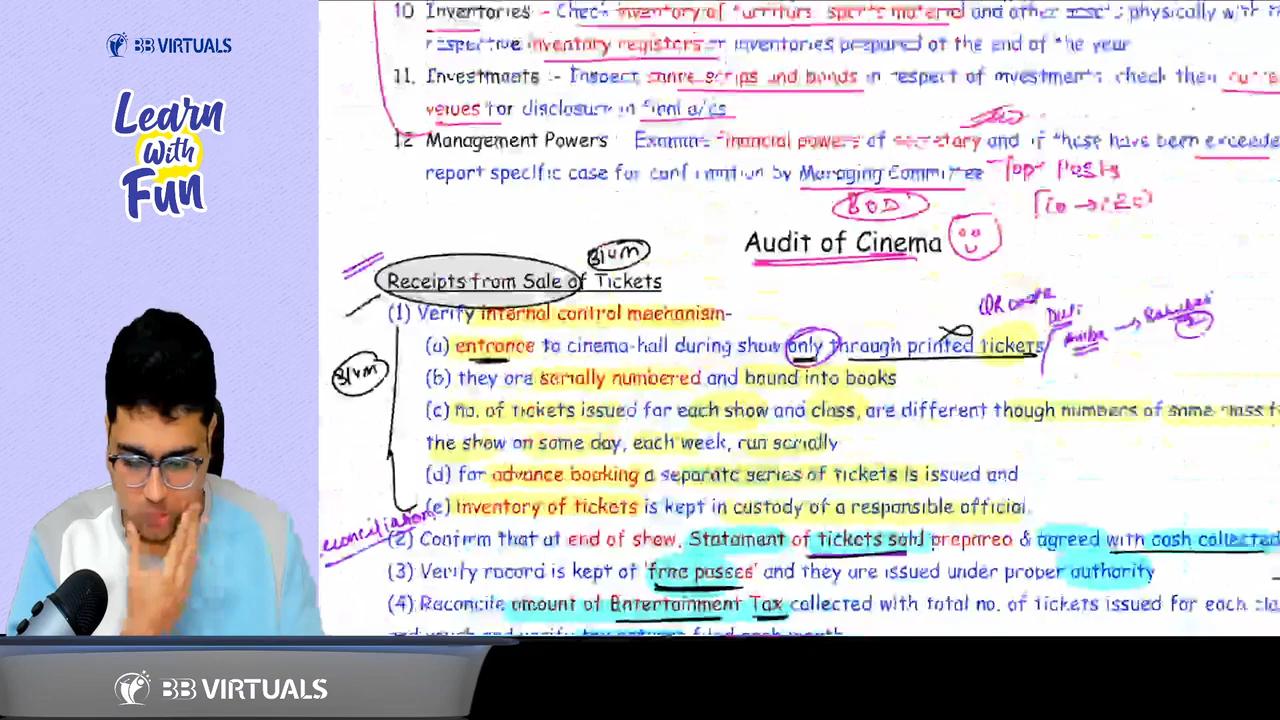 BB VIRTUALS
Learn
With
Fun
10 Inventories - Check inventory of furniture sports material and other assets physically with
respective inventory registers or inventories prepared at the end of the year
11. Investments :- Inspect share scrips and bonds in respect of investments, check their
values for disclosure in final a/cs
12 Management Powers Examine financial powers of secretary and if these have been exceede
report specific case for confirmation by Managing Committee Top Posts
BOD
Audit of Cinema
Receipts from Sale of Tickets
(1) Verify internal control mechanism-
(a) entrance to cinema-hall during show only through printed tickets
(b) they are serially numbered and bound into books
(c) no. of tickets issued for each show and class, are different though numbers of same class
the show on same day, each week, run serially
(d) for advance booking a separate series of tickets is issued and
(e) Inventory of tickets is kept in custody of a responsible official.
(2) Confirm that at end of show, Statement of tickets sold prepared & agreed with cash collected
(3) Verify record is kept of 'free passes' and they are issued under proper authority
(4) Reconcile amount of Entertainment Tax collected with total no. of tickets issued for each
BB VIRTUALS